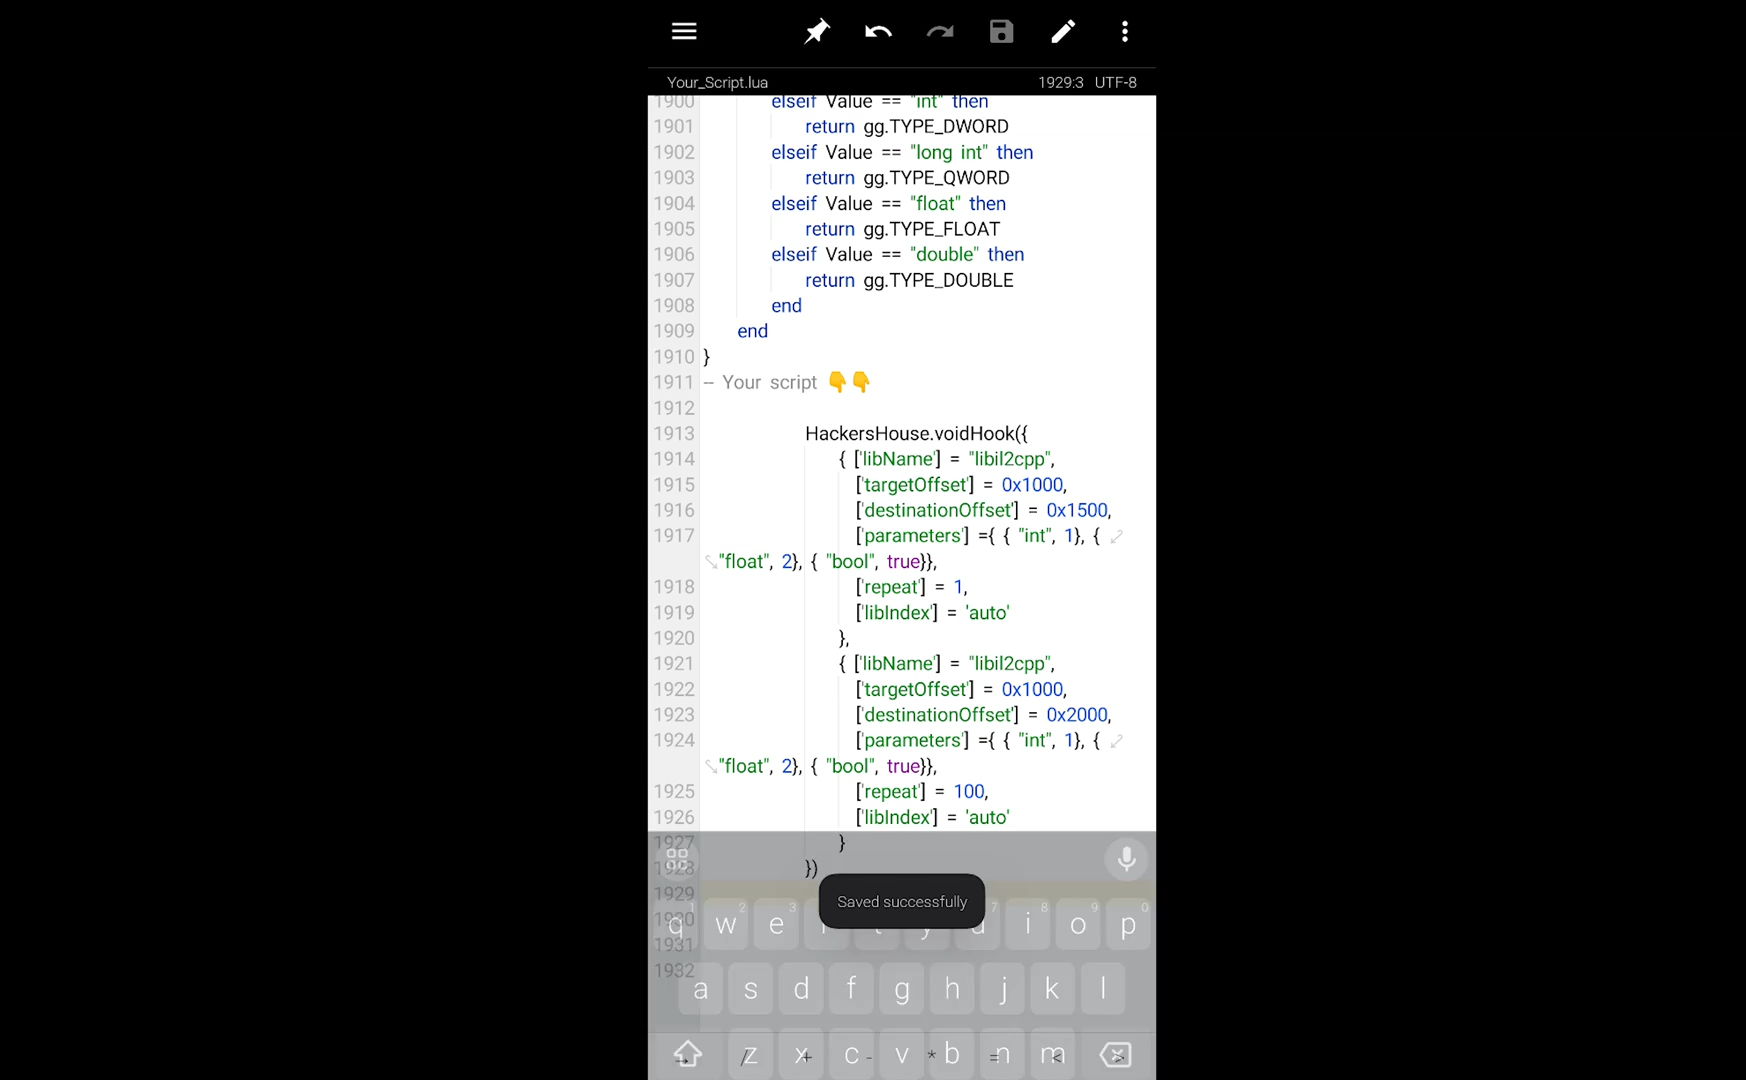 Your_Script.lua 1929:3 UTF-8
1900 elseif Value == "int" then
1901 return gg.TYPE_DWORD
1902 elseif Value == "long int" then
1903 return gg.TYPE_QWORD
1904 elseif Value == "float" then
1905 return gg.TYPE_FLOAT
1906 elseif Value == "double" then
1907 return gg.TYPE_DOUBLE
1908 end
1909 end
1910 }
1911 -- Your script 👇👇
1912
1913 HackersHouse.voidHook({
1914 { ['libName'] = "libil2cpp",
1915 ['targetOffset'] = 0x1000,
1916 ['destinationOffset'] = 0x1500,
1917 ['parameters'] ={ { "int", 1}, {
"float", 2}, { "bool", true}},
1918 ['repeat'] = 1,
1919 ['libIndex'] = 'auto'
1920 },
1921 { ['libName'] = "libil2cpp",
1922 ['targetOffset'] = 0x1000,
1923 ['destinationOffset'] = 0x2000,
1924 ['parameters'] ={ { "int", 1}, {
"float", 2}, { "bool", true}},
1925 ['repeat'] = 100,
1926 ['libIndex'] = 'auto'
1927 }
1928 })
1929
Saved successfully
1930
1931
1932
q w e r t y u i o p
a s d f g h j k l
z x c v b n m